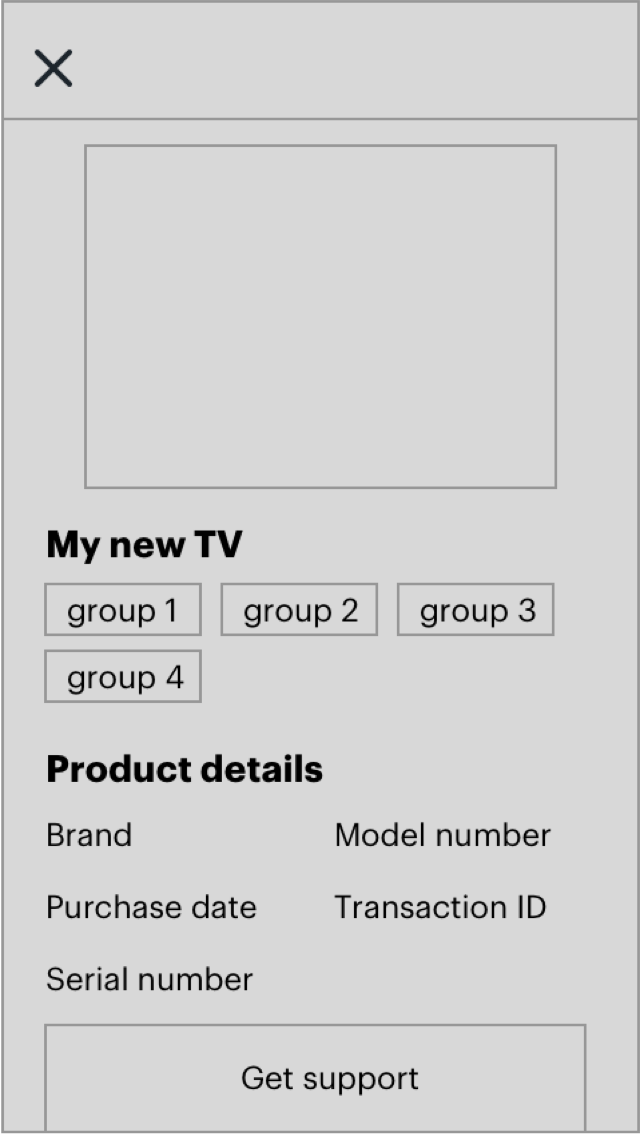 My new TV
group 1 group 2 group 3
group 4
Product details
Brand Model number
Purchase date Transaction ID
Serial number
Get support